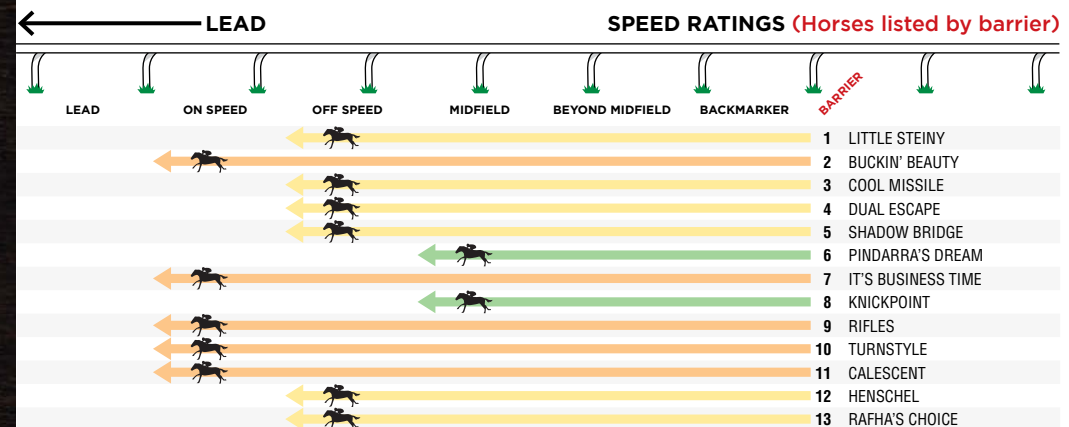 LEAD SPEED RATINGS (Horses listed by barrier)
LEAD ON SPEED OFF SPEED MIDFIELD BEYOND MIDFIELD BACKMARKER BARRIER
1 LITTLE STEINY
2 BUCKIN' BEAUTY
3 COOL MISSILE
4 DUAL ESCAPE
5 SHADOW BRIDGE
6 PINDARRA'S DREAM
7 IT'S BUSINESS TIME
8 KNICKPOINT
9 RIFLES
10 TURNSTYLE
11 CALESCENT
12 HENSCHEL
13 RAFHA'S CHOICE